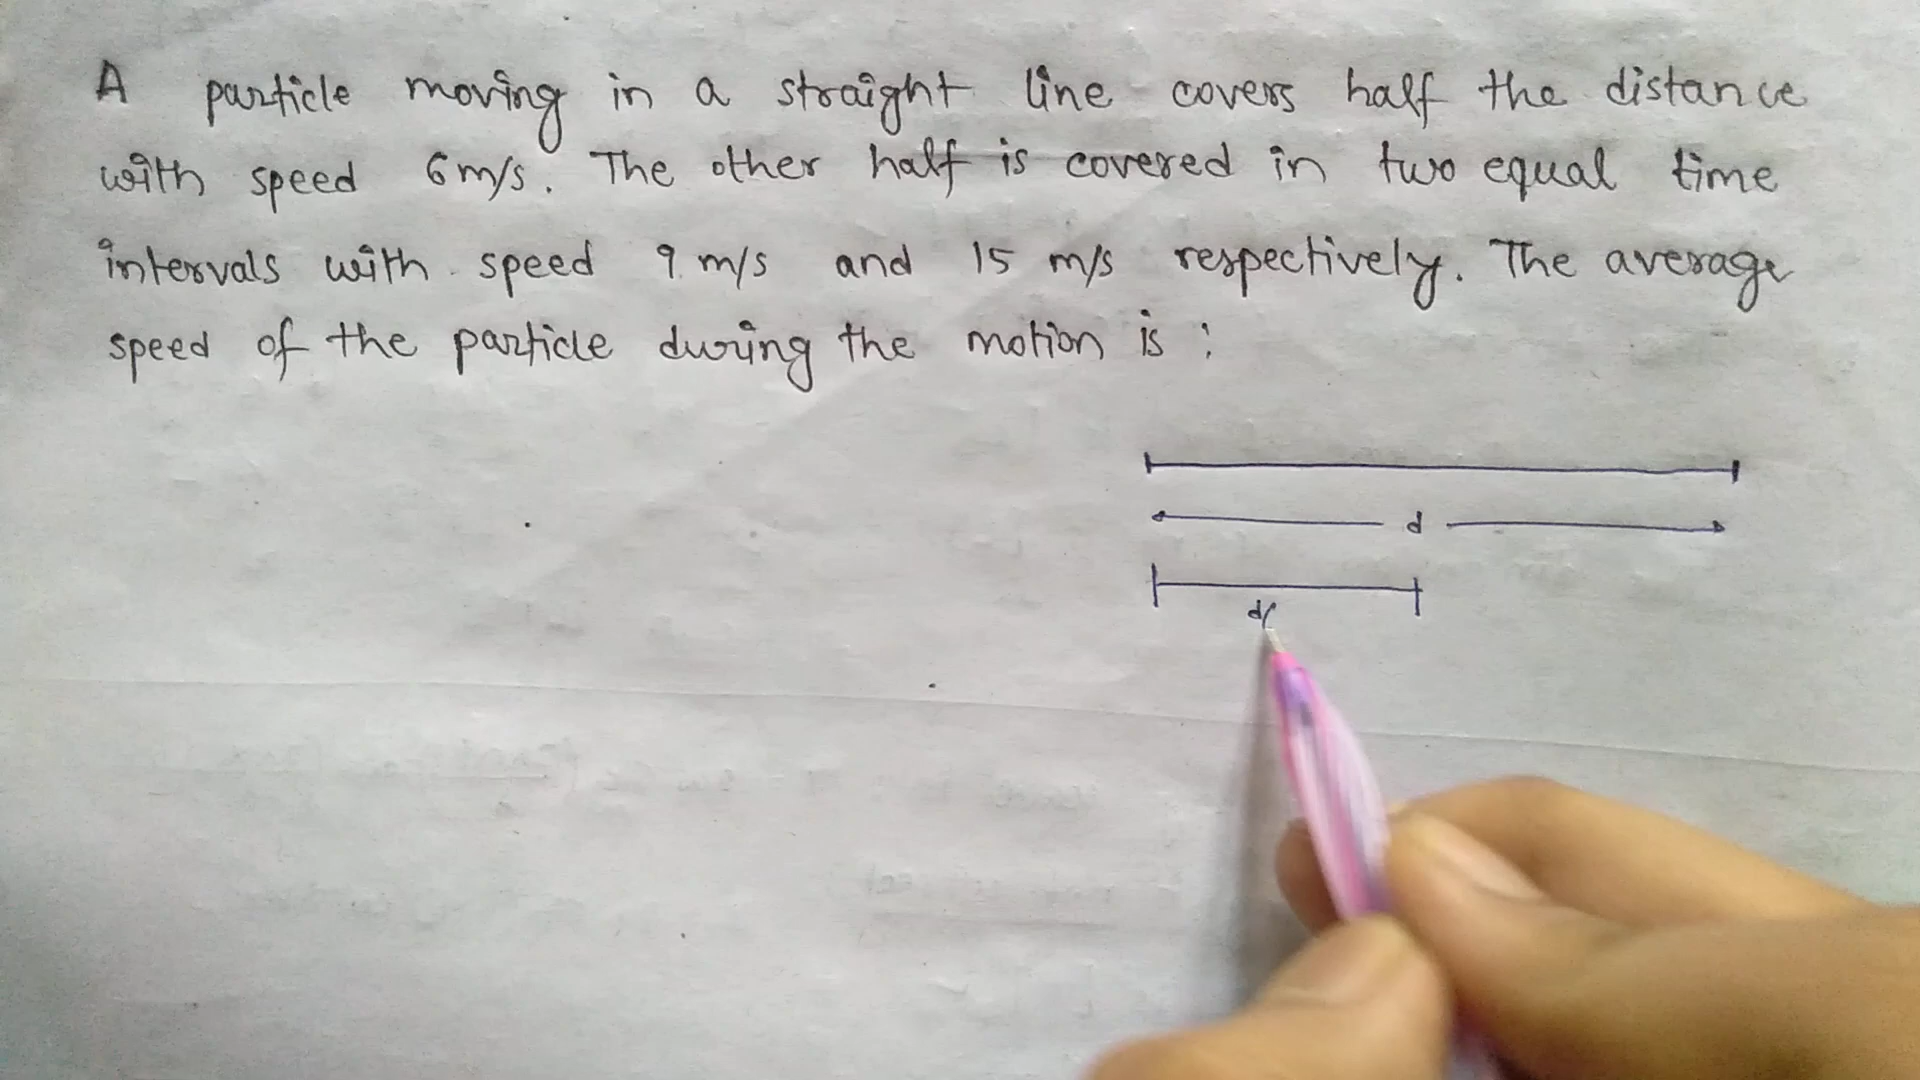 A particle moving in a straight line covers half the distance
with speed 6 m/s. The other half is covered in two equal time
intervals with speed 9 m/s and 15 m/s respectively. The average
speed of the particle during the motion is :
d
d/